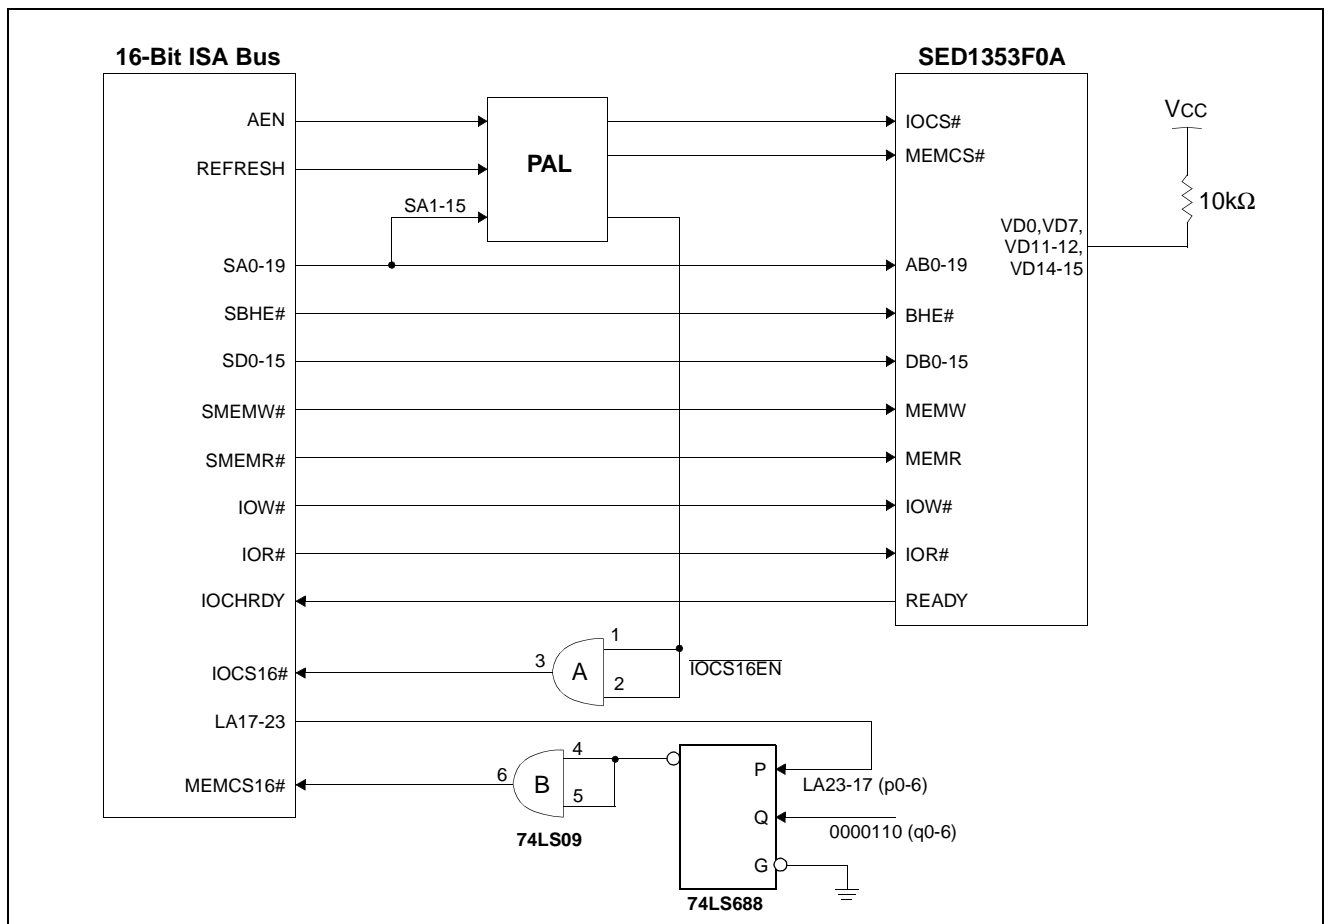 16-Bit ISA Bus
SED1353F0A
AEN
REFRESH
SA0-19
SBHE#
SD0-15
SMEMW#
SMEMR#
IOW#
IOR#
IOCHRDY
IOCS16#
LA17-23
MEMCS16#
PAL
SA1-15
IOCS#
MEMCS#
AB0-19
BHE#
DB0-15
MEMW
MEMR
IOW#
IOR#
READY
VD0,VD7,
VD11-12,
VD14-15
VCC
10kΩ
1
2
3
A
IOCS16EN
4
5
6
B
74LS09
P
Q
G
LA23-17 (p0-6)
0000110 (q0-6)
74LS688